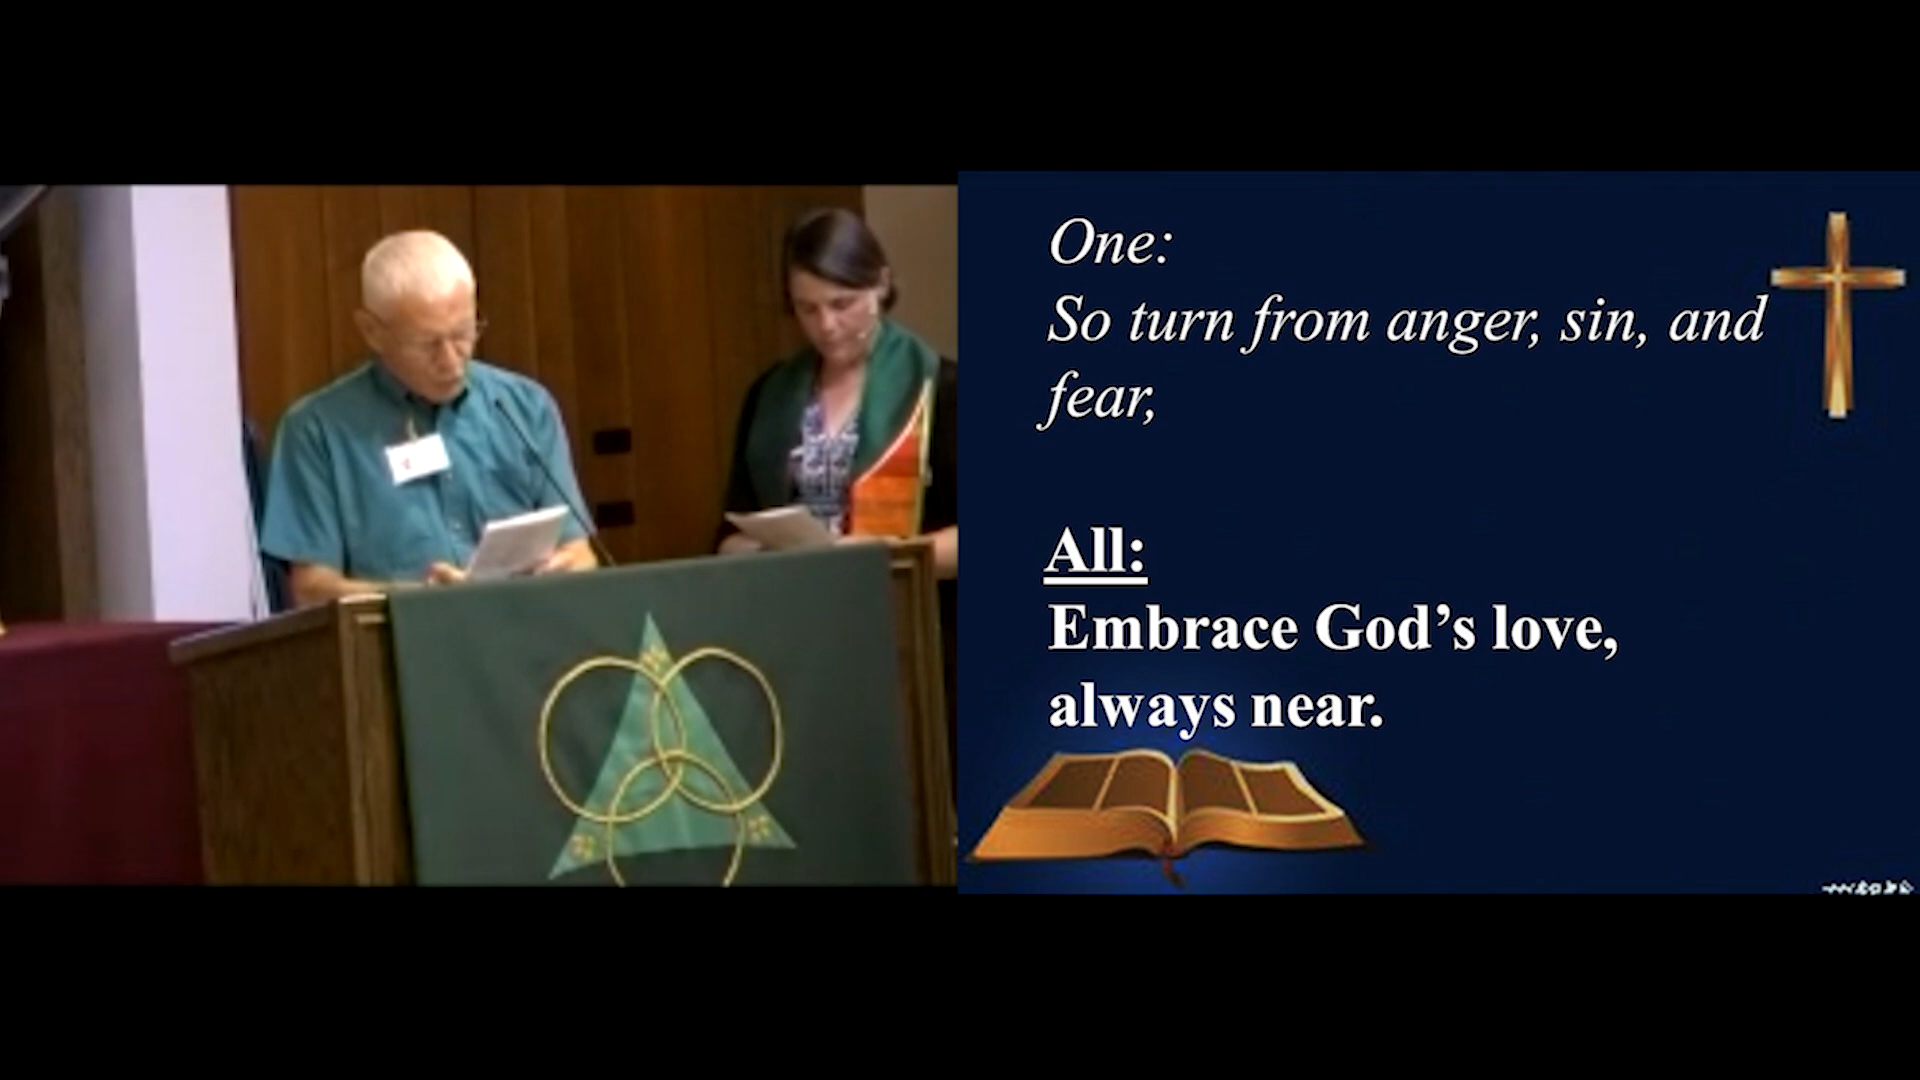 One:
So turn from anger, sin, and
fear,
All:
Embrace God’s love,
always near.